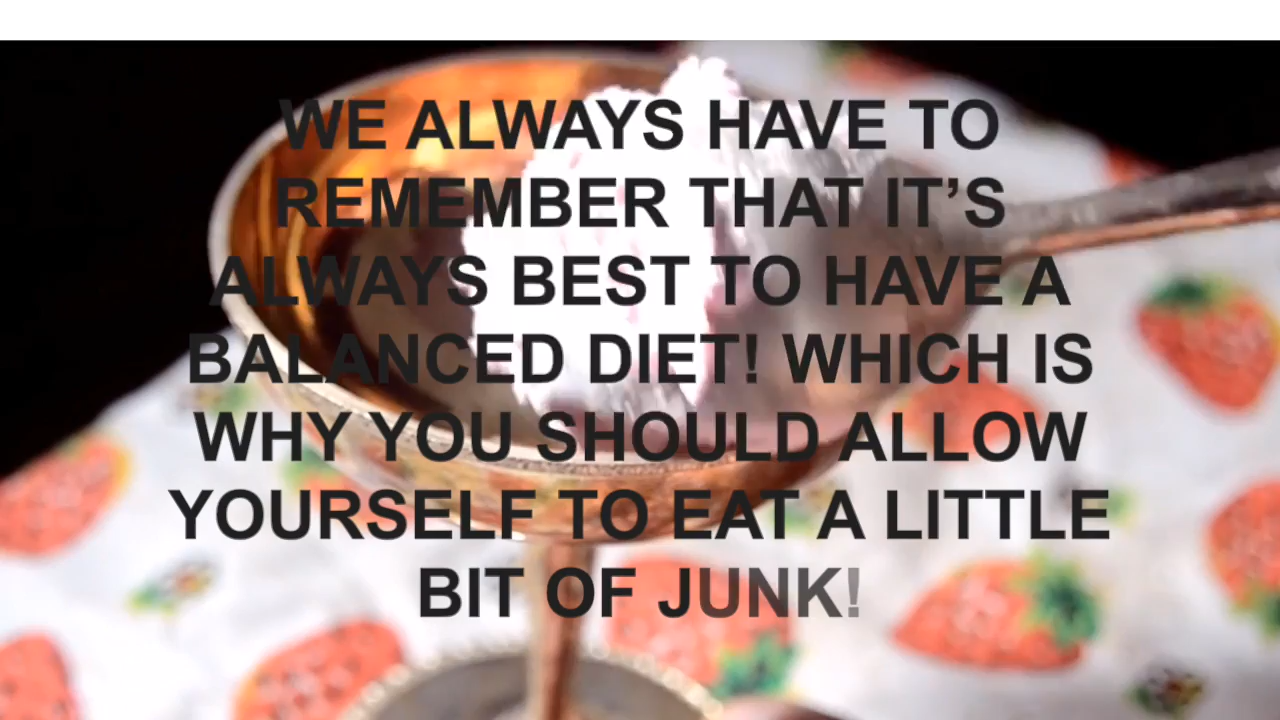 WE ALWAYS HAVE TO
REMEMBER THAT IT’S
ALWAYS BEST TO HAVE A
BALANCED DIET! WHICH IS
WHY YOU SHOULD ALLOW
YOURSELF TO EAT A LITTLE
BIT OF JUNK!